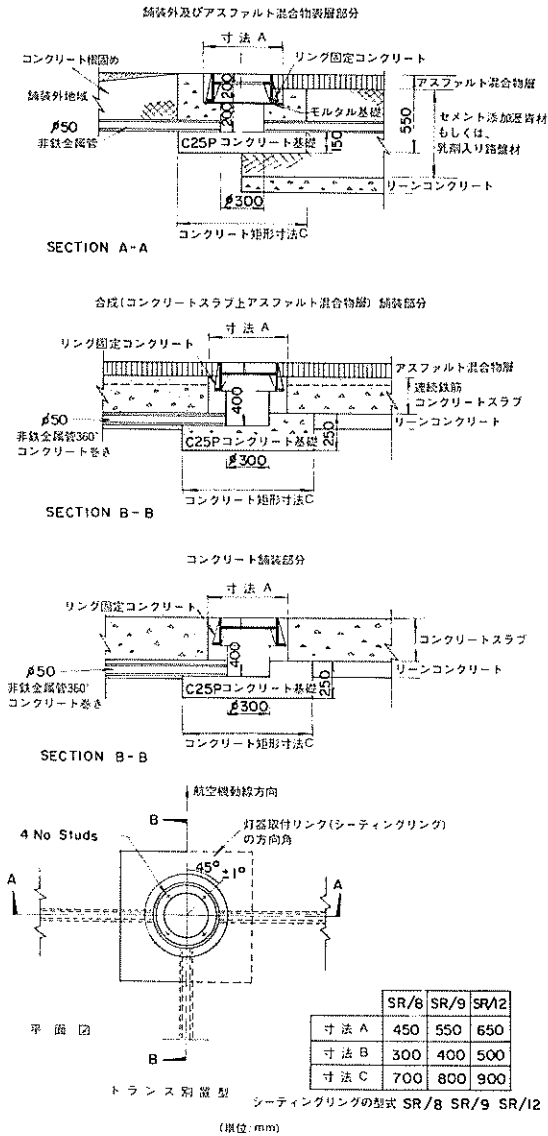 舗装外及びアスファルト混合物表層部分
寸法 A
コンクリート根固め
リング固定コンクリート
舗装外地域
アスファルト混合物層
200
200
モルタル基礎
セメント添加瀝青材
もしくは、
乳剤入り路盤材
550
ø50
非鉄金属管
C25Pコンクリート基礎
150
リーンコンクリート
ø300
コンクリート矩形寸法C
SECTION A-A
合成(コンクリートスラブ上アスファルト混合物層)舗装部分
寸法 A
リング固定コンクリート
アスファルト混合物層
連続鉄筋
コンクリートスラブ
400
ø50
リーンコンクリート
非鉄金属管360°
コンクリート巻き
C25Pコンクリート基礎
250
ø300
コンクリート矩形寸法C
SECTION B-B
コンクリート舗装部分
寸法 A
リング固定コンクリート
コンクリートスラブ
400
ø50
リーンコンクリート
非鉄金属管360°
コンクリート巻き
C25Pコンクリート基礎
250
ø300
コンクリート矩形寸法C
SECTION B-B
航空機動線方向
B
灯器取付リンク(シーティングリング)
の方向角
4 No Studs
45°±1°
A
A
平面図
B
トランス別置型
SR/8 SR/9 SR/12
寸法 A 450 550 650
寸法 B 300 400 500
寸法 C 700 800 900
シーティングリングの型式 SR/8 SR/9 SR/12
(単位:mm)